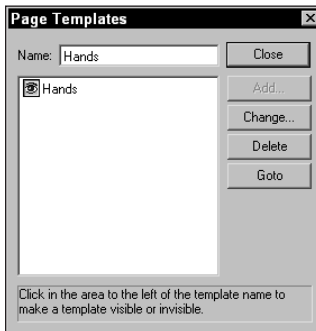 Page Templates
Name: Hands
Close
Hands
Add...
Change...
Delete
Goto
Click in the area to the left of the template name to
make a template visible or invisible.